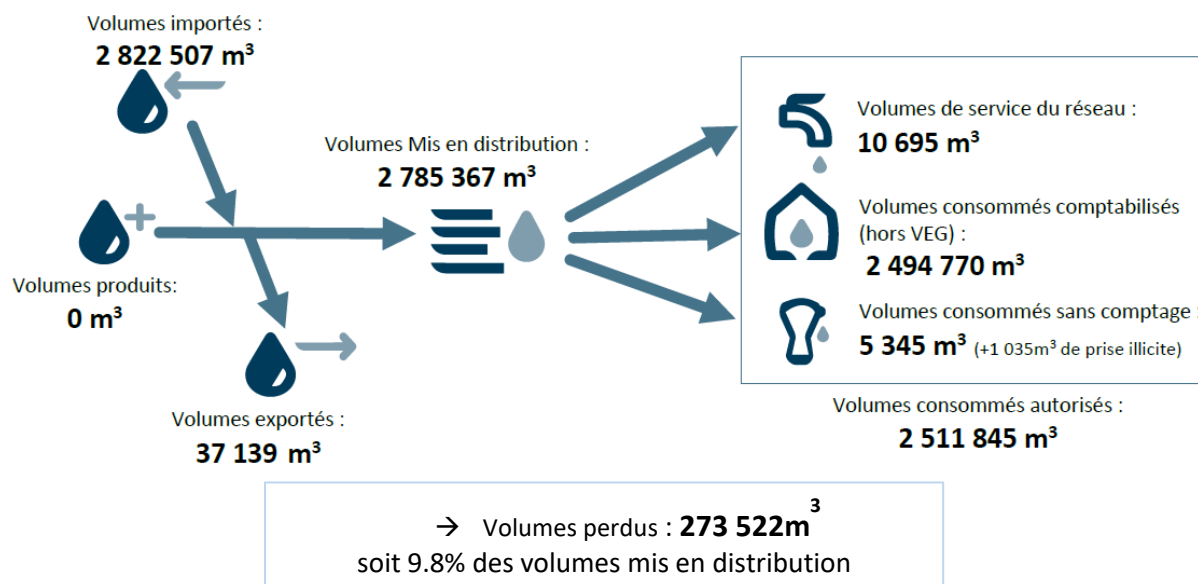 Volumes importés :
2 822 507 m³
Volumes Mis en distribution :
2 785 367 m³
Volumes produits:
0 m³
Volumes exportés :
37 139 m³
Volumes de service du réseau :
10 695 m³
Volumes consommés comptabilisés
(hors VEG) :
2 494 770 m³
Volumes consommés sans comptage :
5 345 m³ (+1 035m³ de prise illicite)
Volumes consommés autorisés :
2 511 845 m³
→ Volumes perdus : 273 522m³
soit 9.8% des volumes mis en distribution